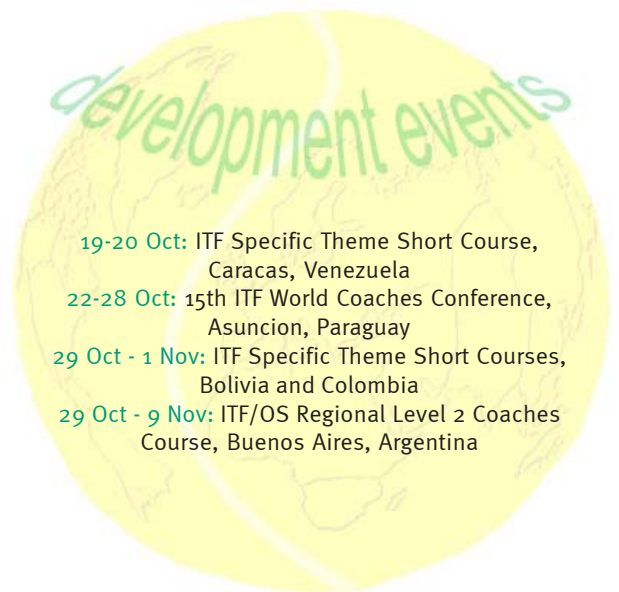 development events
19-20 Oct: ITF Specific Theme Short Course,
Caracas, Venezuela
22-28 Oct: 15th ITF World Coaches Conference,
Asuncion, Paraguay
29 Oct - 1 Nov: ITF Specific Theme Short Courses,
Bolivia and Colombia
29 Oct - 9 Nov: ITF/OS Regional Level 2 Coaches
Course, Buenos Aires, Argentina